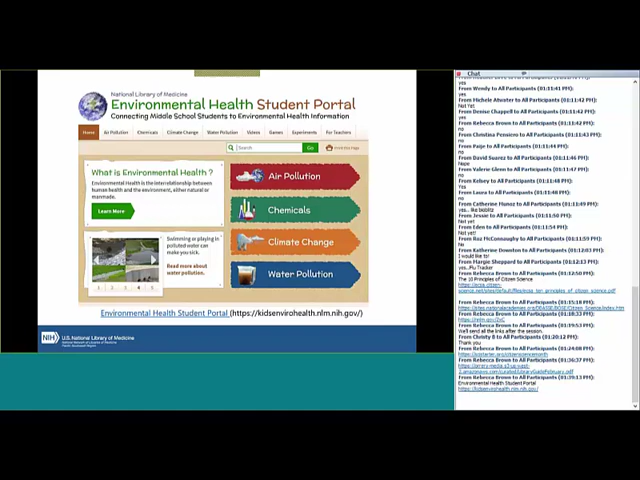 National Library of Medicine
Environmental Health Student Portal
Connecting Middle School Students to Environmental Health Information
Home Air Pollution Chemicals Climate Change Water Pollution Videos Games Experiments For Teachers
Search Go
What is Environmental Health ?
Environmental Health is the interrelationship between
human health and the environment, either natural or
manmade.
Learn More
Swimming or playing in
polluted water can
make you sick.
Read more about
water pollution.
1 2 3 4 5
Air Pollution
Chemicals
Climate Change
Water Pollution
Environmental Health Student Portal (https://kidsenvirohealth.nlm.nih.gov/)
NIH U.S. National Library of Medicine
Chat
yes
From Wendy to All Participants (01:11:41 PM):
yes
From Michele Atwater to All Participants (01:11:42 PM):
Not Yet
From Denise Chappell to All Participants (01:11:42 PM):
yes
From Rebecca Brown to All Participants (01:11:42 PM):
no
From Christina Pensiero to All Participants (01:11:43 PM):
no
From Paige to All Participants (01:11:44 PM):
no
From David Suarez to All Participants (01:11:46 PM):
Nope
From Valerie Glenn to All Participants (01:11:47 PM):
no
From Kelsey to All Participants (01:11:48 PM):
Yes
From Laura to All Participants (01:11:48 PM):
no
From Catherine Munoz to All Participants (01:11:49 PM):
From Jessie to All Participants (01:11:50 PM):
Not yet
From Eden to All Participants (01:11:54 PM):
Not yet!
From Roz McConnaughy to All Participants (01:11:59 PM):
No
From Katherine Downton to All Participants (01:12:03 PM):
I would like to!
From Margie Sheppard to All Participants (01:12:13 PM):
yes...Flu Tracker
From Rebecca Brown to All Participants (01:12:50 PM):
The 10 Principles of Citizen Science
From Rebecca Brown to All Participants (01:15:18 PM):
From Rebecca Brown to All Participants (01:18:33 PM):
From Rebecca Brown to All Participants (01:19:53 PM):
We'll send all the links after the session.
From Christy B to All Participants (01:20:12 PM):
Thank you
From Rebecca Brown to All Participants (01:24:08 PM):
From Rebecca Brown to All Participants (01:36:37 PM):
From Rebecca Brown to All Participants (01:39:13 PM):
Environmental Health Student Portal
https://kidsenvirohealth.nlm.nih.gov/